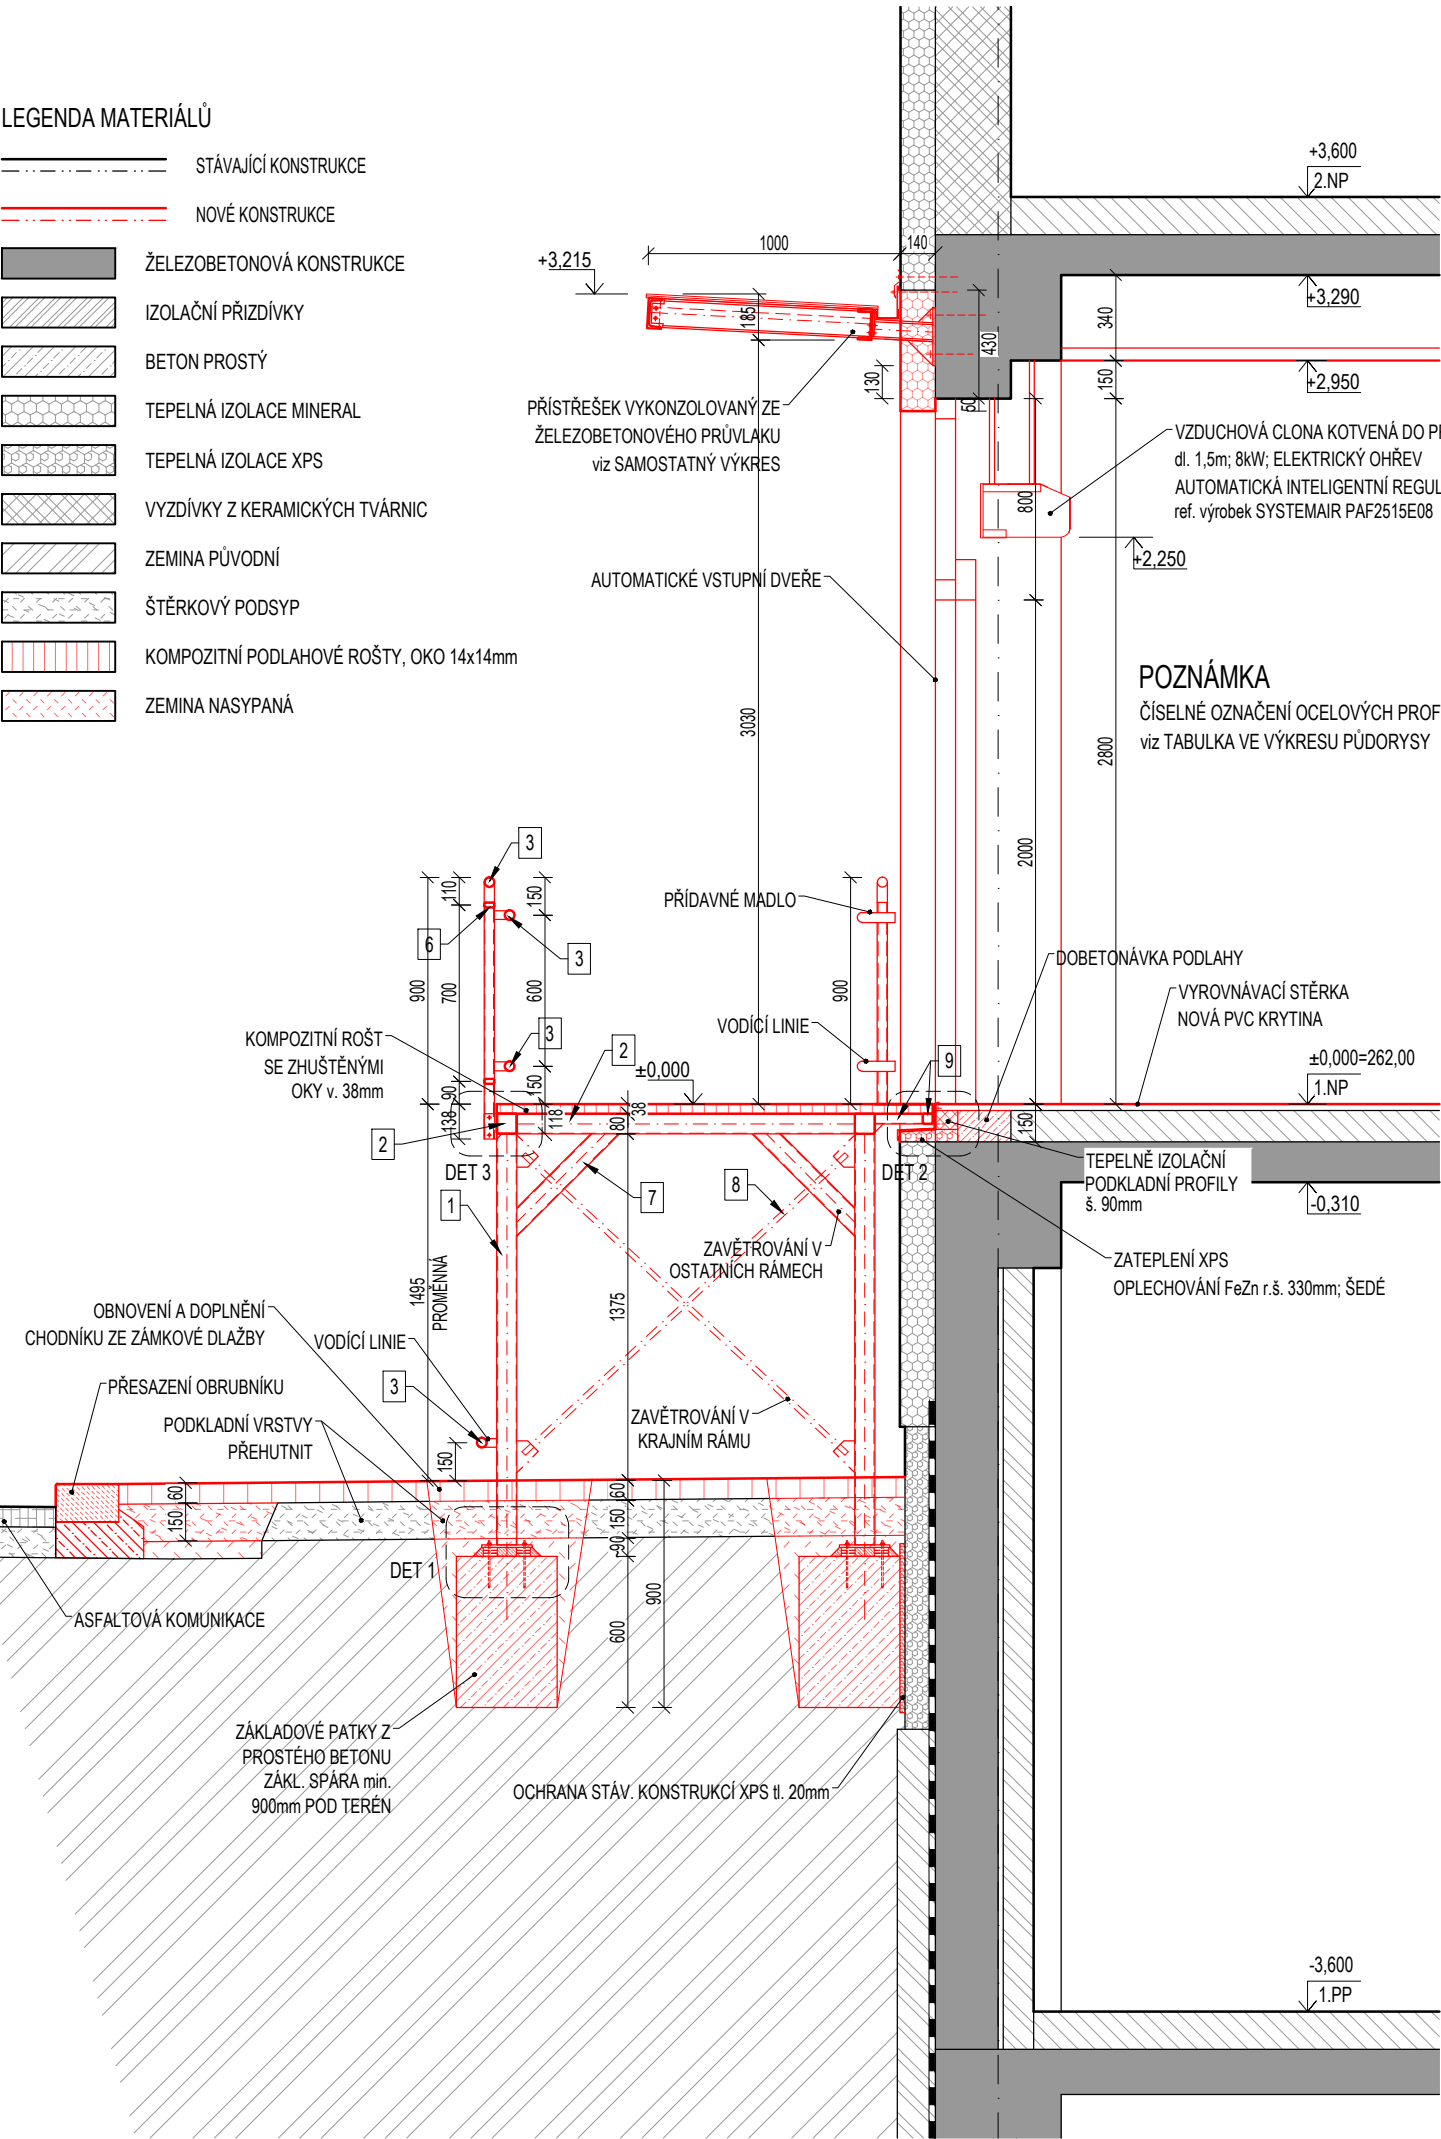 LEGENDA MATERIÁLŮ
STÁVAJÍCÍ KONSTRUKCE
NOVÉ KONSTRUKCE
ŽELEZOBETONOVÁ KONSTRUKCE
IZOLAČNÍ PŘIZDÍVKY
BETON PROSTÝ
TEPELNÁ IZOLACE MINERAL
TEPELNÁ IZOLACE XPS
VYZDÍVKY Z KERAMICKÝCH TVÁRNIC
ZEMINA PŮVODNÍ
ŠTĚRKOVÝ PODSYP
KOMPOZITNÍ PODLAHOVÉ ROŠTY, OKO 14x14mm
ZEMINA NASYPANÁ
+3,600
2.NP
1000
140
+3,215
+3,290
185
430
340
130
50
150
+2,950
PŘÍSTŘEŠEK VYKONZOLOVANÝ ZE
ŽELEZOBETONOVÉHO PRŮVLAKU
viz SAMOSTATNÝ VÝKRES
VZDUCHOVÁ CLONA KOTVENÁ DO
dl. 1,5m; 8kW; ELEKTRICKÝ OHŘEV
AUTOMATICKÁ INTELIGENTNÍ REGUL
ref. výrobek SYSTEMAIR PAF2515E08
800
+2,250
AUTOMATICKÉ VSTUPNÍ DVEŘE
POZNÁMKA
ČÍSELNÉ OZNAČENÍ OCELOVÝCH PROF
viz TABULKA VE VÝKRESU PŮDORYSY
3030
2800
2000
3
110
150
PŘÍDAVNÉ MADLO
6
3
DOBETONÁVKA PODLAHY
900
700
600
900
VYROVNÁVACÍ STĚRKA
NOVÁ PVC KRYTINA
KOMPOZITNÍ ROŠT
SE ZHUŠTĚNÝMI
OKY v. 38mm
3
VODÍCÍ LINIE
2
9
±0,000
±0,000=262,00
1.NP
90
150
138
118
80
38
150
2
DET 3
DET 2
TEPELNĚ IZOLAČNÍ
PODKLADNÍ PROFILY
š. 90mm
7
8
1
-0,310
ZAVĚTROVÁNÍ V
OSTATNÍCH RÁMECH
ZATEPLENÍ XPS
OPLECHOVÁNÍ FeZn r.š. 330mm; ŠEDÉ
1495
PROMĚNNÁ
1375
OBNOVENÍ A DOPLNĚNÍ
CHODNÍKU ZE ZÁMKOVÉ DLAŽBY
VODÍCÍ LINIE
PŘESAZENÍ OBRUBNÍKU
3
PODKLADNÍ VRSTVY
PŘEHUTNIT
ZAVĚTROVÁNÍ V
KRAJNÍM RÁMU
150
60
150
60
150
90
DET 1
ASFALTOVÁ KOMUNIKACE
900
600
ZÁKLADOVÉ PATKY Z
PROSTÉHO BETONU
ZÁKL. SPÁRA min.
900mm POD TERÉN
OCHRANA STÁV. KONSTRUKCÍ XPS tl. 20mm
-3,600
1.PP